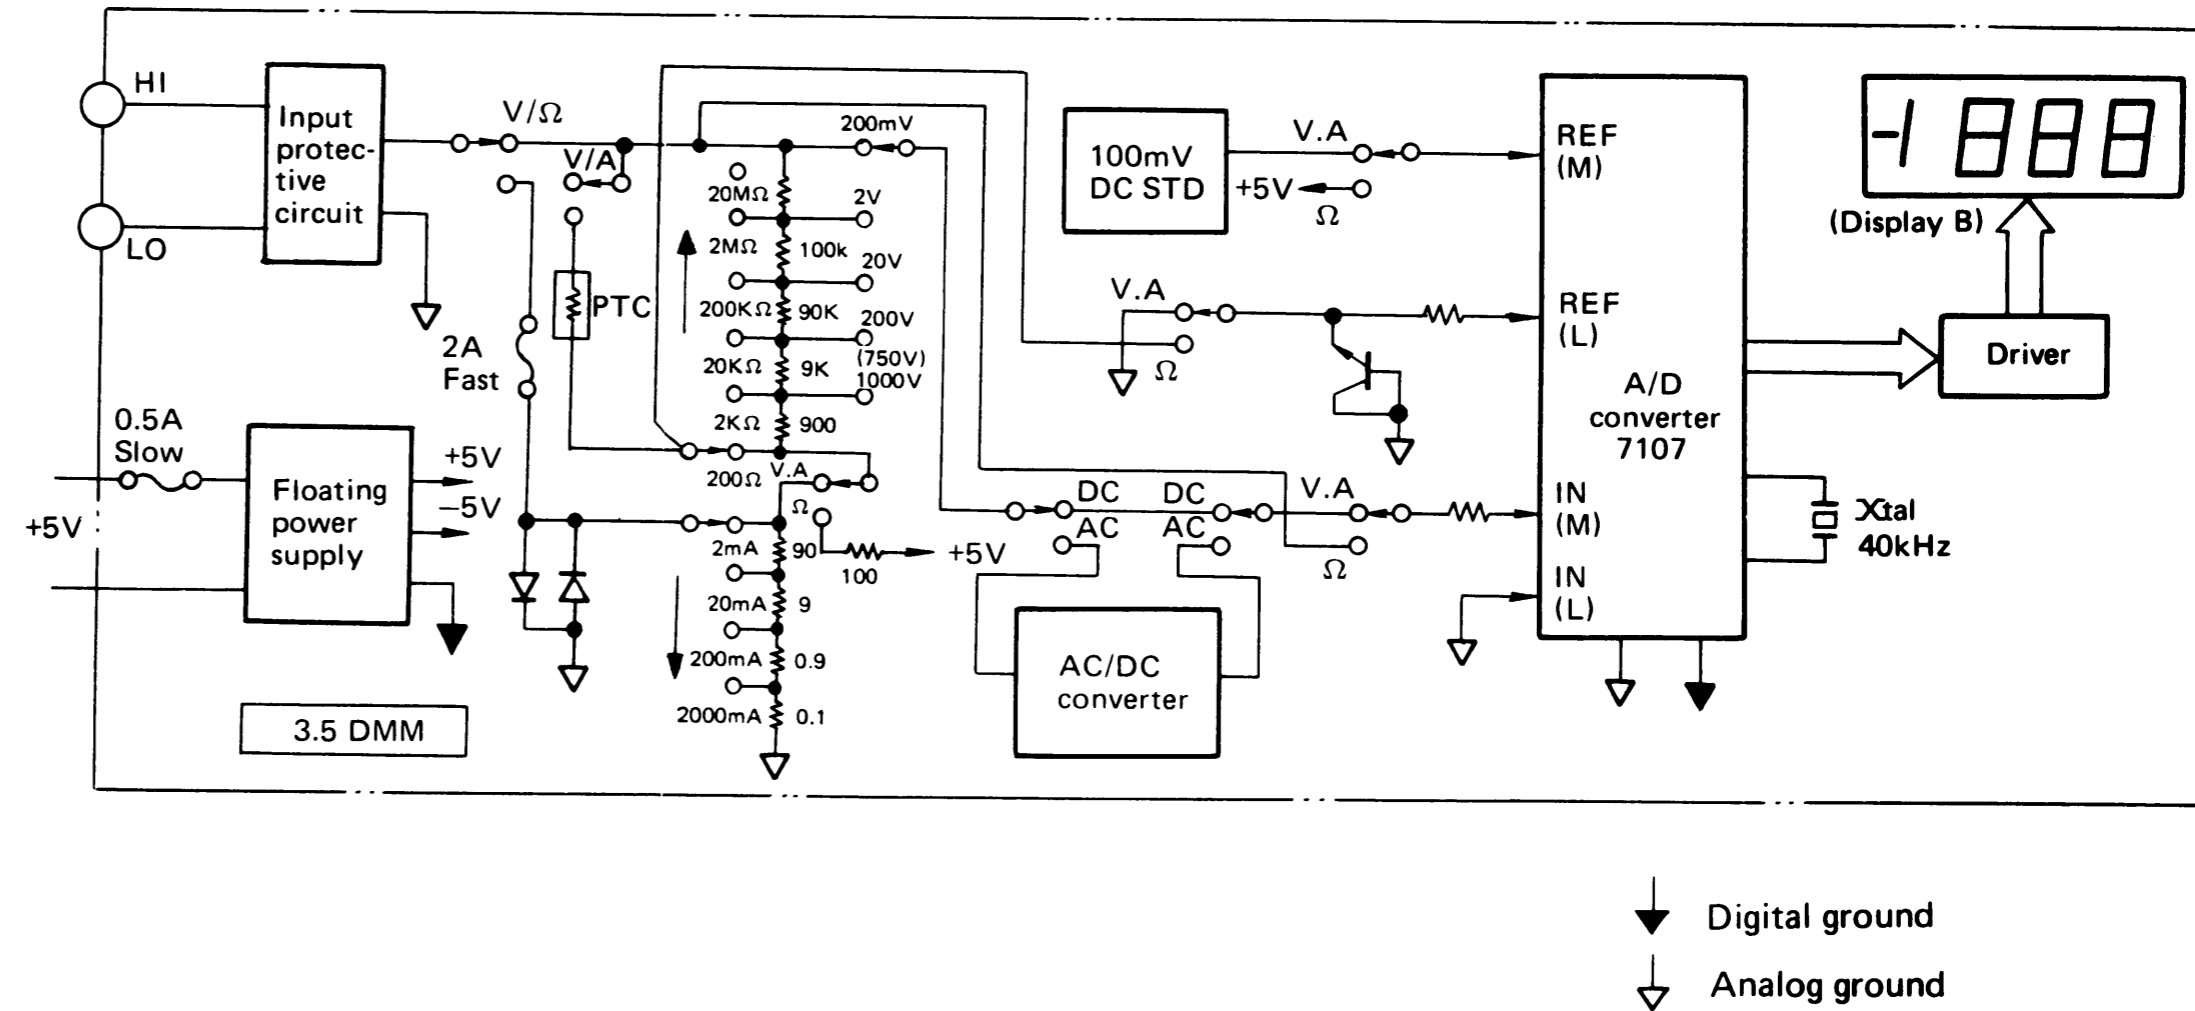 HI
Input
protec-
tive
circuit
LO
V/Ω
V/A
PTC
2A
Fast
0.5A
Slow
+5V
Floating
power
supply
+5V
−5V
3.5 DMM
200mV
20MΩ
2V
2MΩ
100k
20V
200KΩ
90K
200V
20KΩ
9K
(750V)
1000V
2KΩ
900
200Ω
V.A
Ω
2mA
90
100
+5V
20mA
9
200mA
0.9
2000mA
0.1
100mV
DC STD
V.A
+5V
Ω
V.A
Ω
DC
DC
V.A
AC
AC
Ω
AC/DC
converter
REF
(M)
REF
(L)
A/D
converter
7107
IN
(M)
IN
(L)
-1 888
(Display B)
Driver
Xtal
40kHz
Digital ground
Analog ground